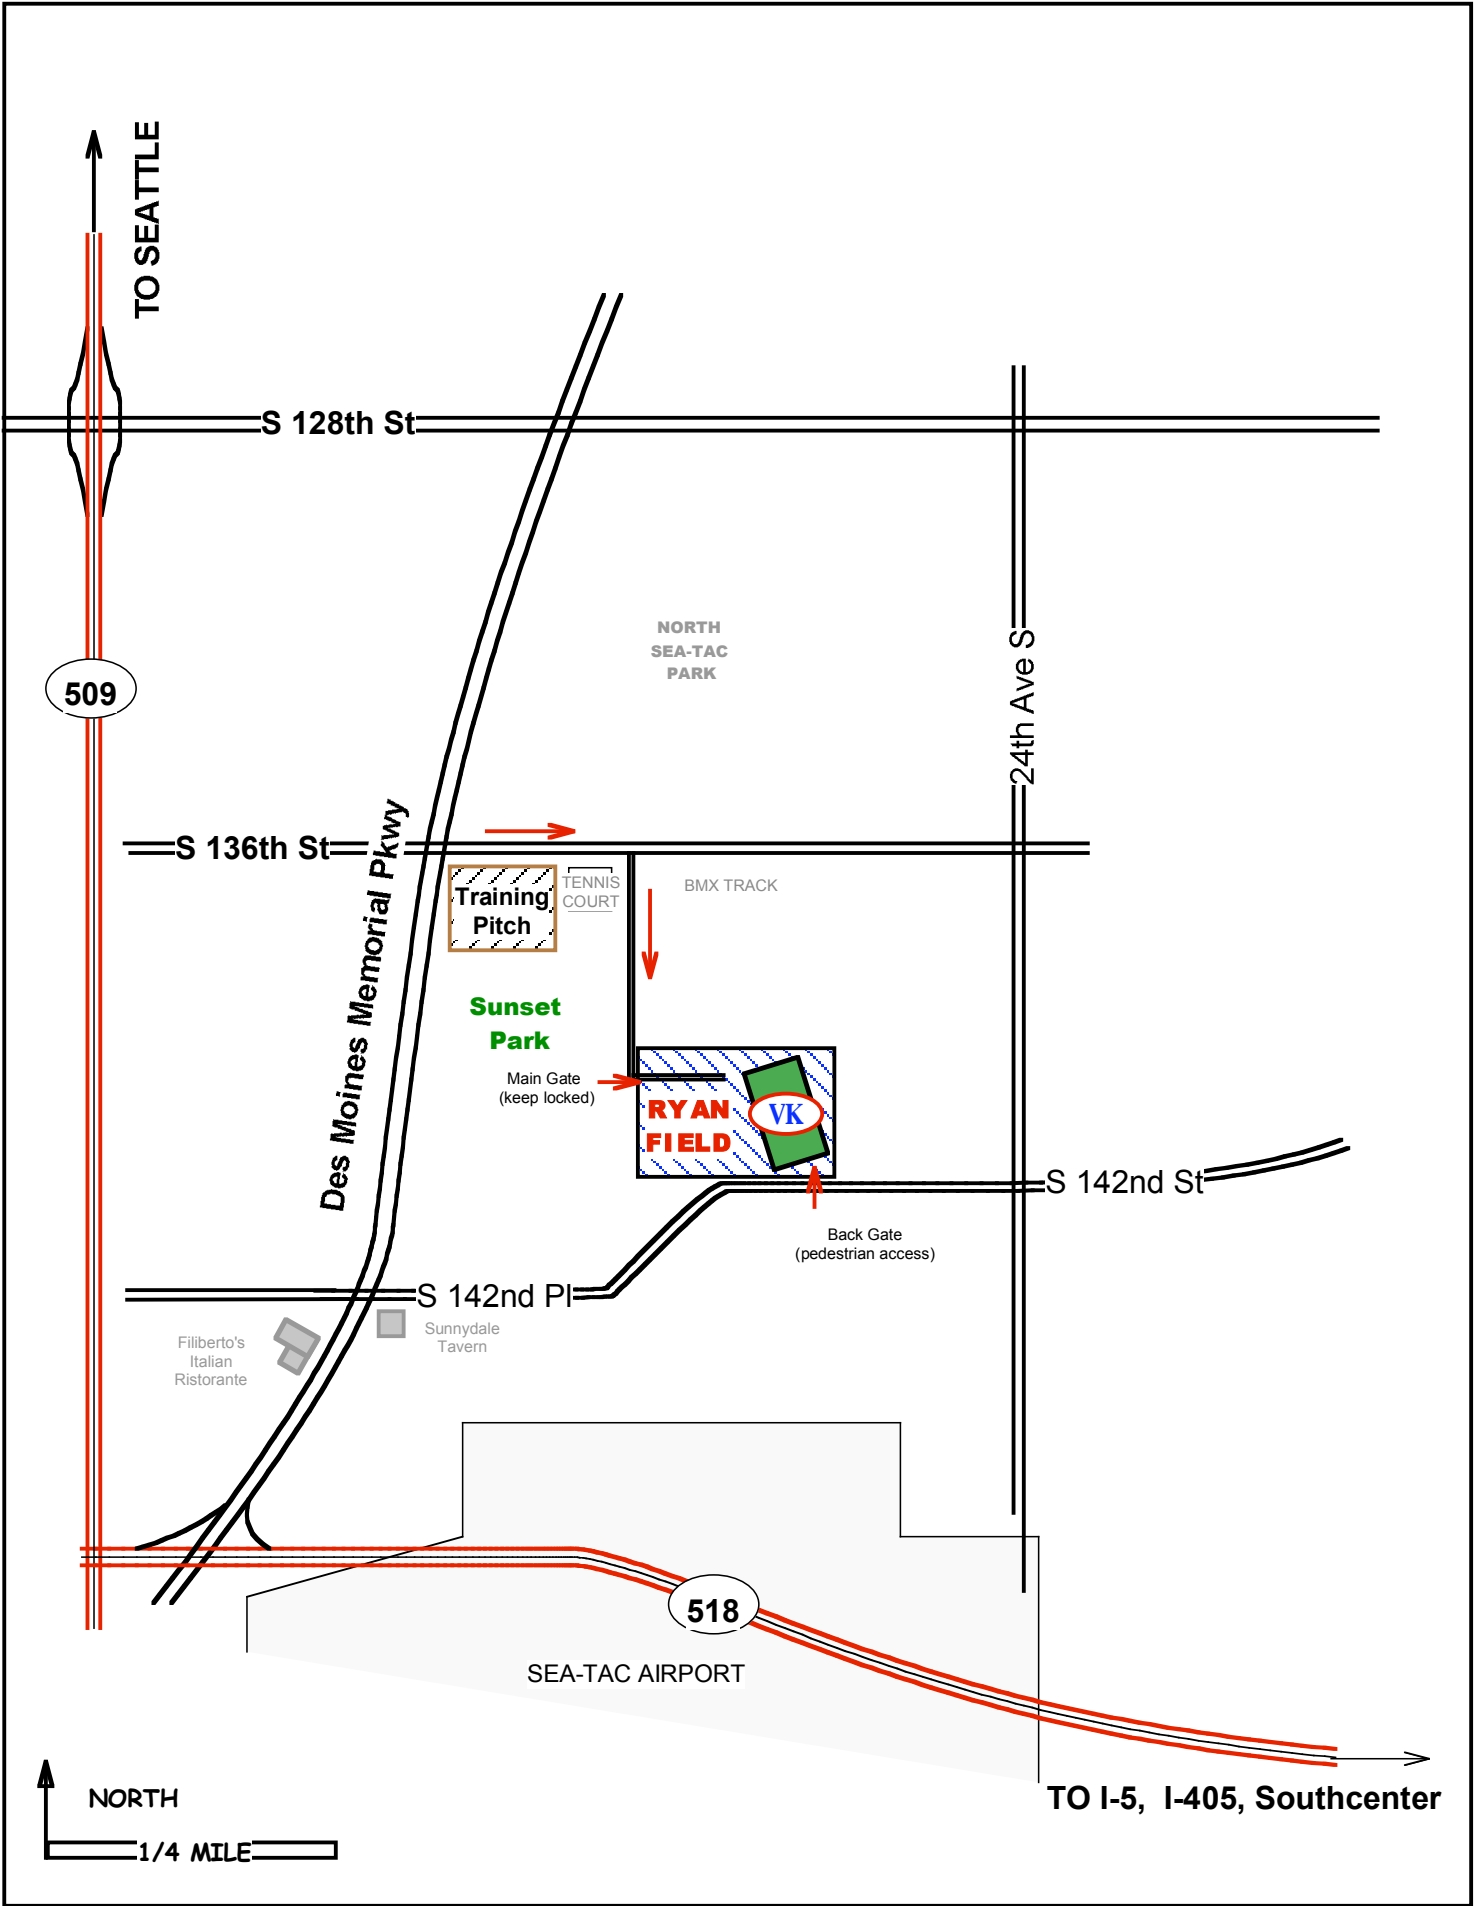 TO SEATTLE
S 128th St
NORTH
SEA-TAC
PARK
509
24th Ave S
S 136th St
Des Moines Memorial Pkwy
Training
Pitch
TENNIS
COURT
BMX TRACK
Sunset
Park
Main Gate
(keep locked)
RYAN
FIELD
VK
S 142nd St
Back Gate
(pedestrian access)
S 142nd Pl
Filiberto's
Italian
Ristorante
Sunnydale
Tavern
518
SEA-TAC AIRPORT
NORTH
1/4 MILE
TO I-5, I-405, Southcenter